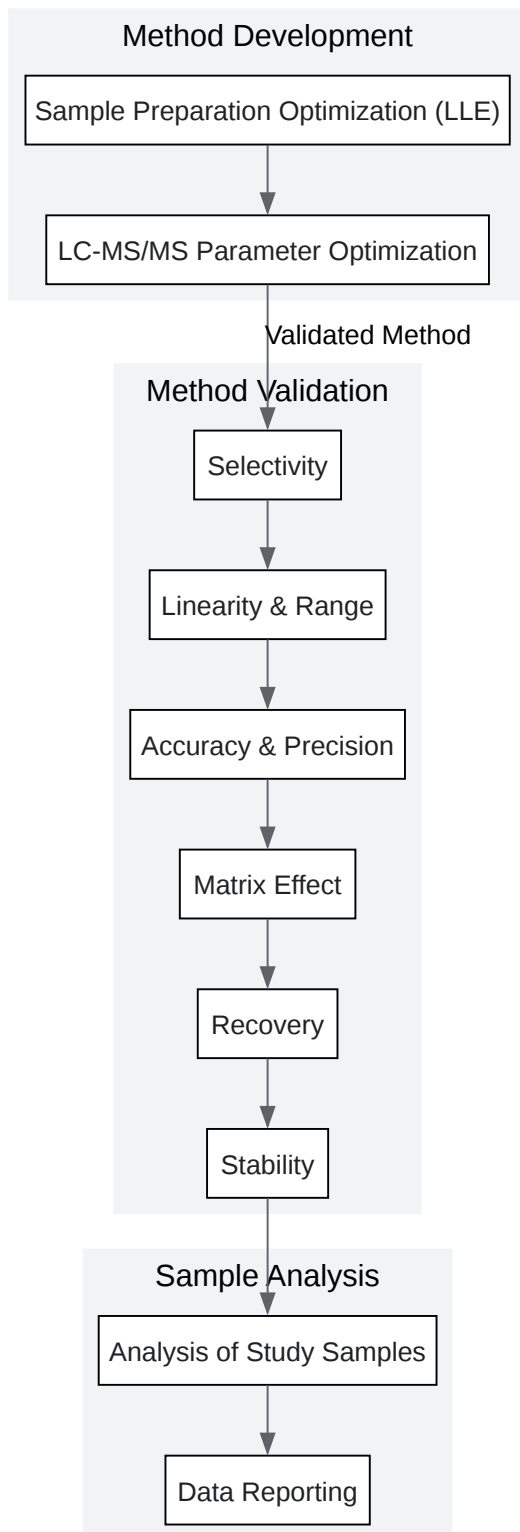 Method Development
Sample Preparation Optimization (LLE)
LC-MS/MS Parameter Optimization
Validated Method
Method Validation
Selectivity
Linearity & Range
Accuracy & Precision
Matrix Effect
Recovery
Stability
Sample Analysis
Analysis of Study Samples
Data Reporting